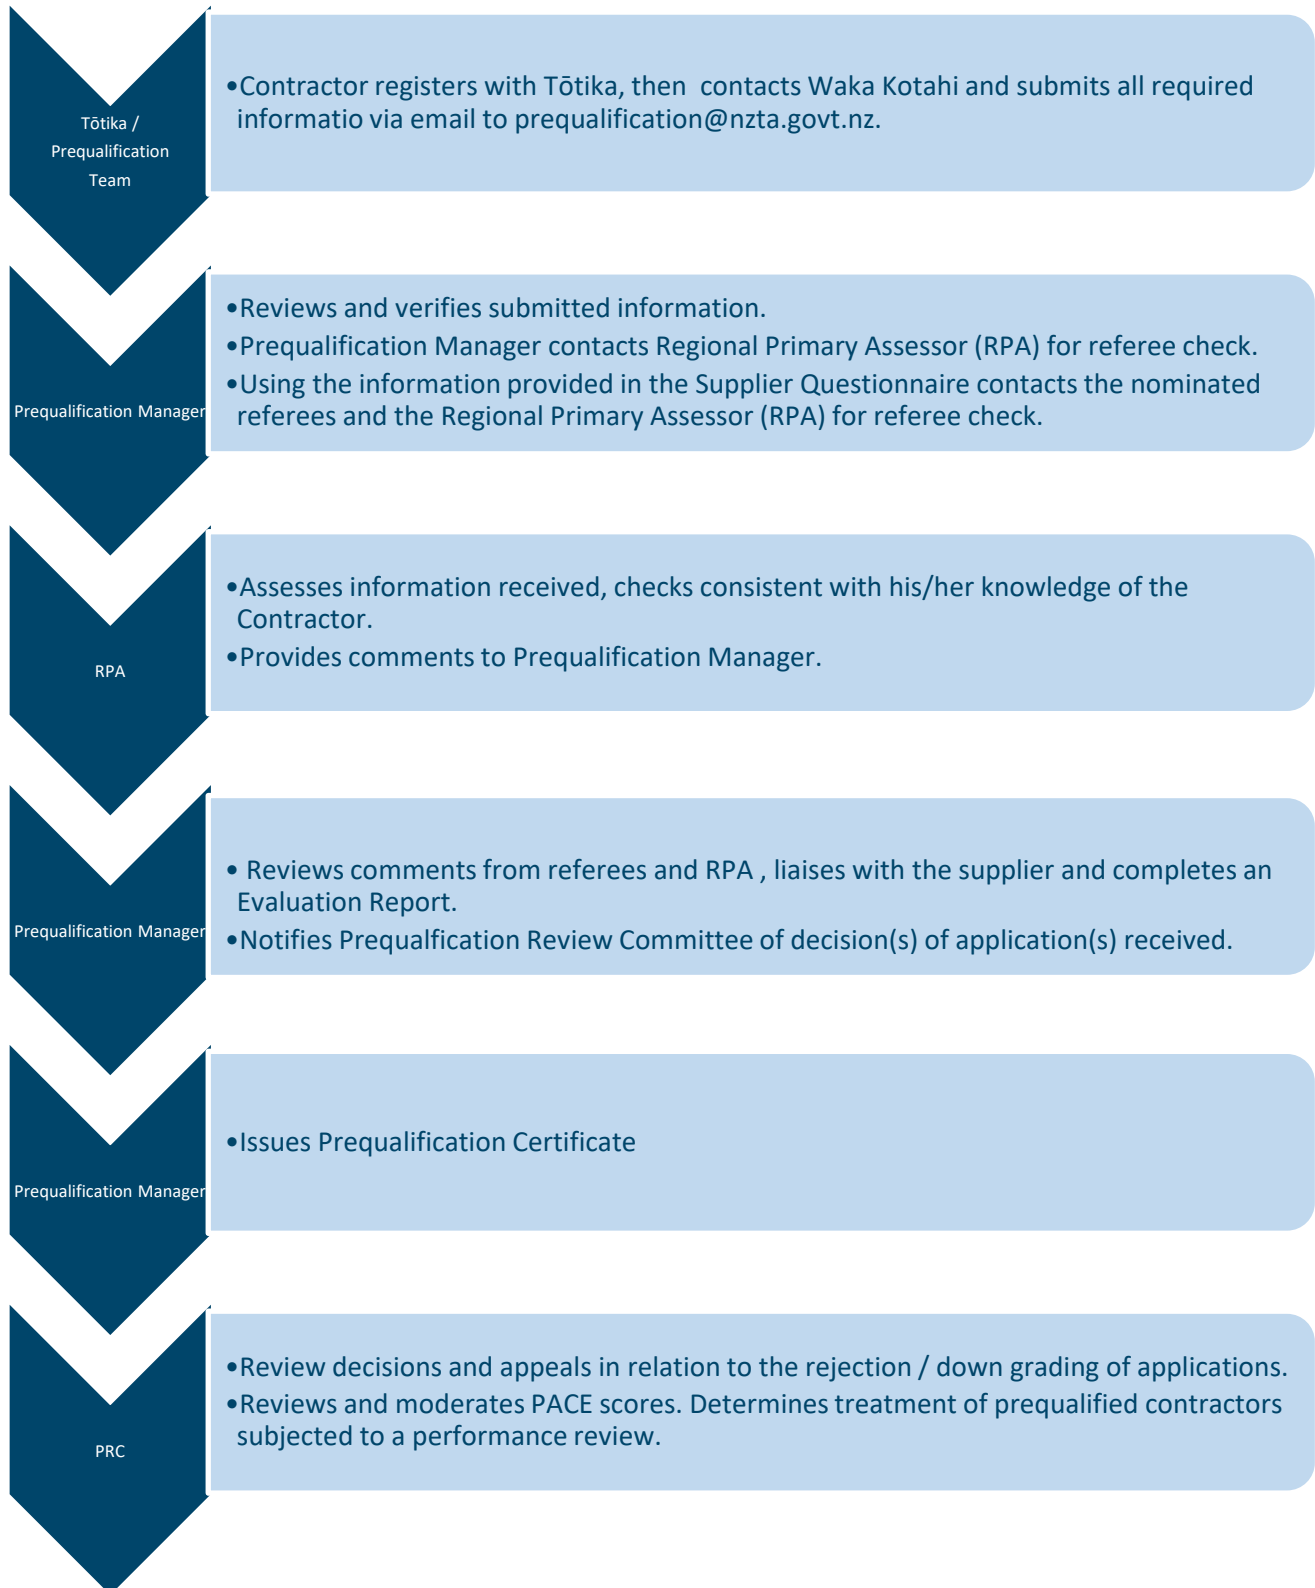 Tōtika /
Prequalification
Team
•Contractor registers with Tōtika, then  contacts Waka Kotahi and submits all required
informatio via email to prequalification@nzta.govt.nz.
Prequalification Manager
•Reviews and verifies submitted information.
•Prequalification Manager contacts Regional Primary Assessor (RPA) for referee check.
•Using the information provided in the Supplier Questionnaire contacts the nominated
referees and the Regional Primary Assessor (RPA) for referee check.
RPA
•Assesses information received, checks consistent with his/her knowledge of the
Contractor.
•Provides comments to Prequalification Manager.
Prequalification Manager
• Reviews comments from referees and RPA , liaises with the supplier and completes an
Evaluation Report.
•Notifies Prequalfication Review Committee of decision(s) of application(s) received.
Prequalification Manager
•Issues Prequalification Certificate
PRC
•Review decisions and appeals in relation to the rejection / down grading of applications.
•Reviews and moderates PACE scores. Determines treatment of prequalified contractors
subjected to a performance review.